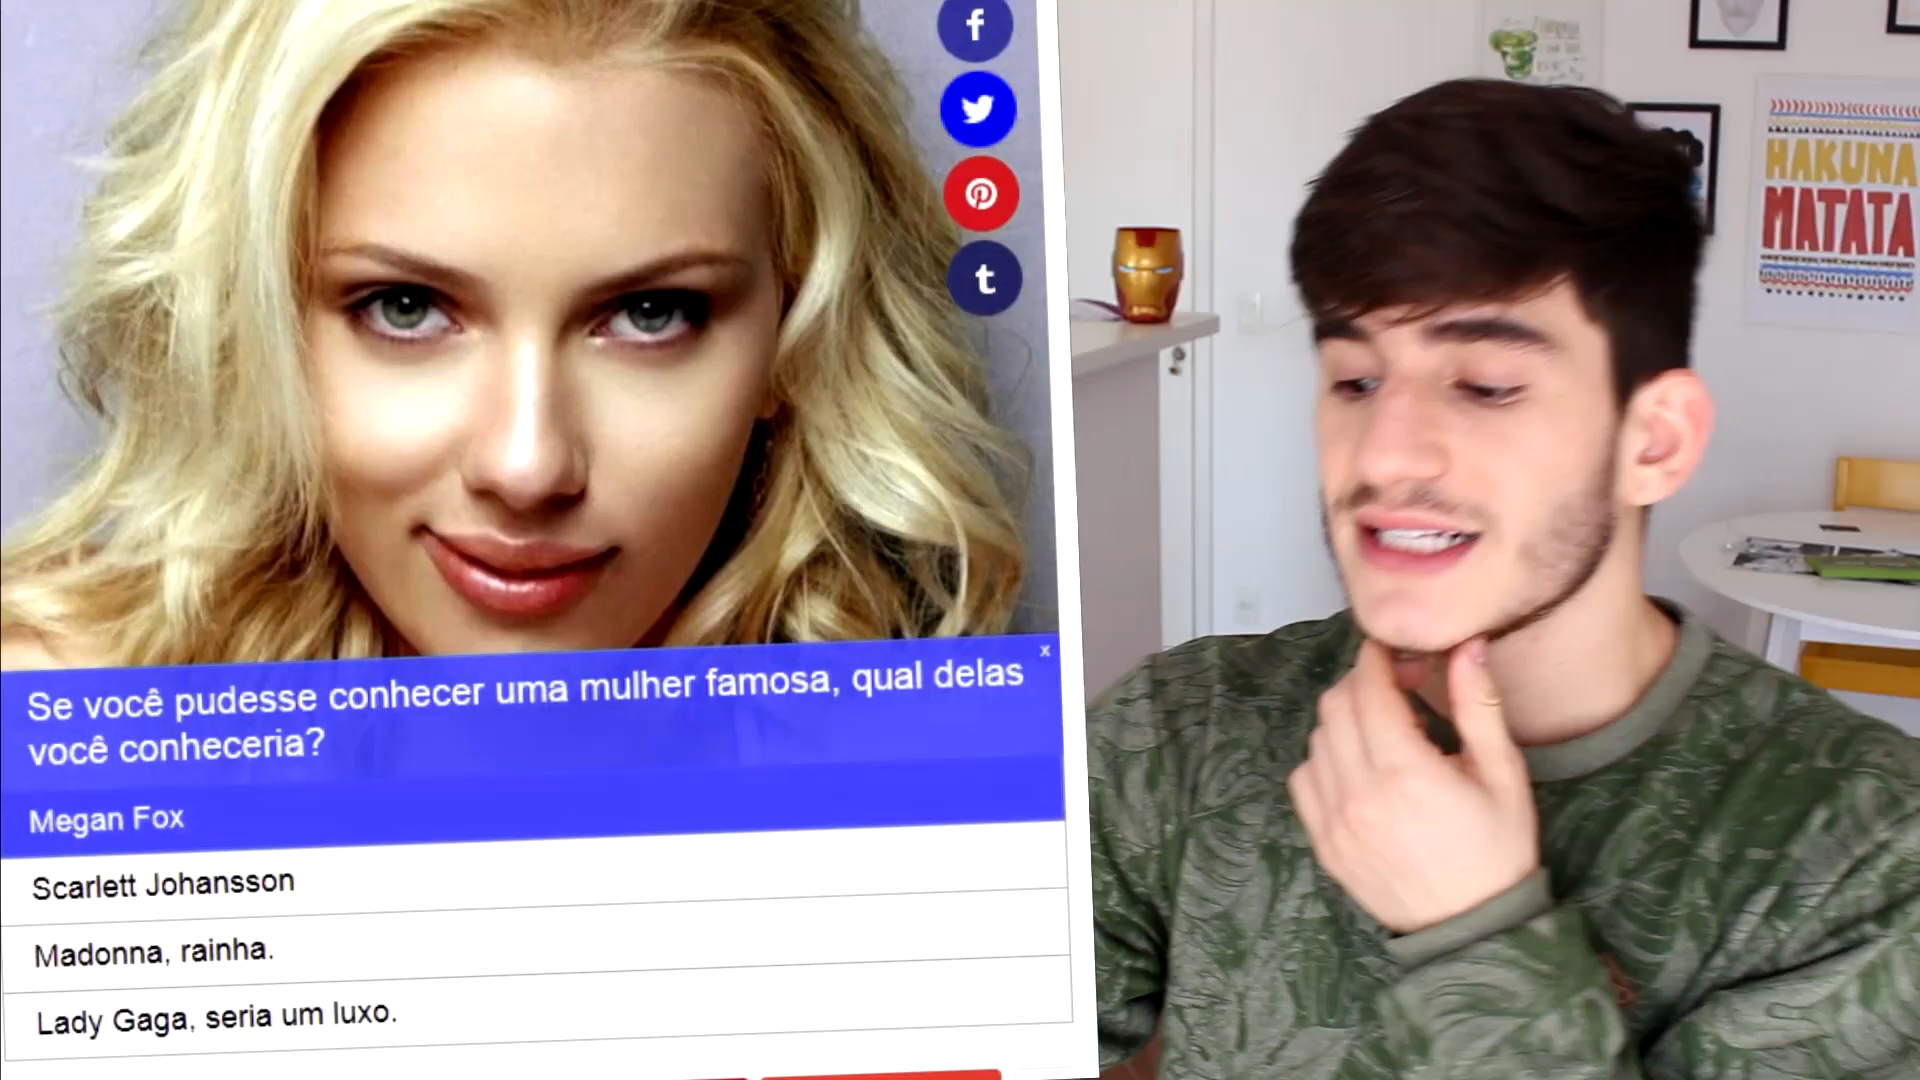 f
t
Se você pudesse conhecer uma mulher famosa, qual delas
x
você conheceria?
Megan Fox
Scarlett Johansson
Madonna, rainha.
Lady Gaga, seria um luxo.
HAKUNA
MATATA